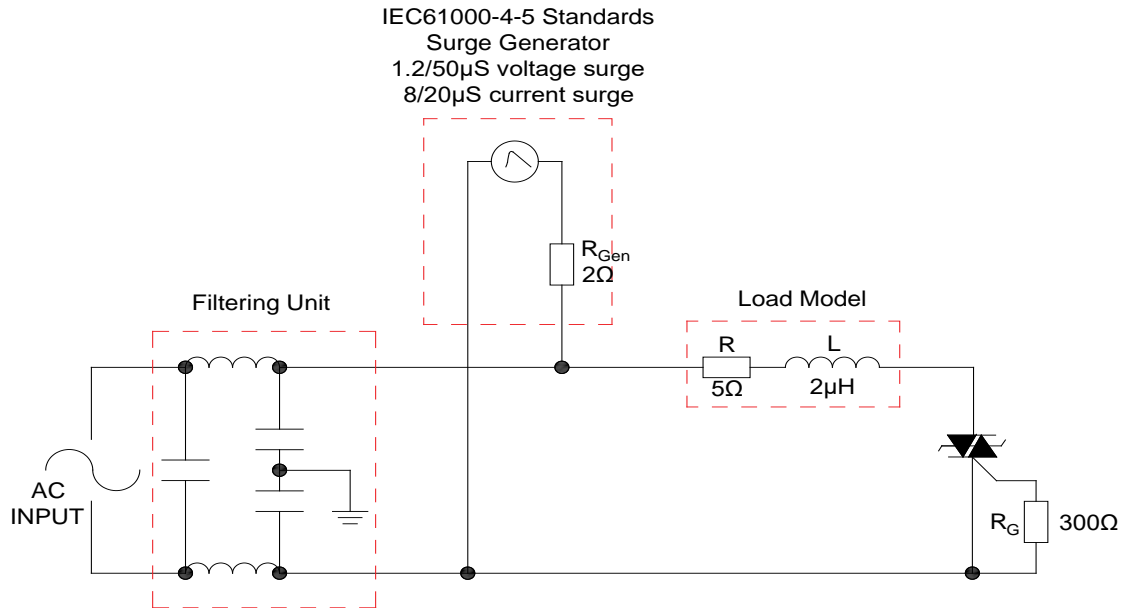 IEC61000-4-5 Standards
Surge Generator
1.2/50µS voltage surge
8/20µS current surge
RGen
2Ω
Filtering Unit
Load Model
R
L
5Ω
2µH
AC
INPUT
RG
300Ω